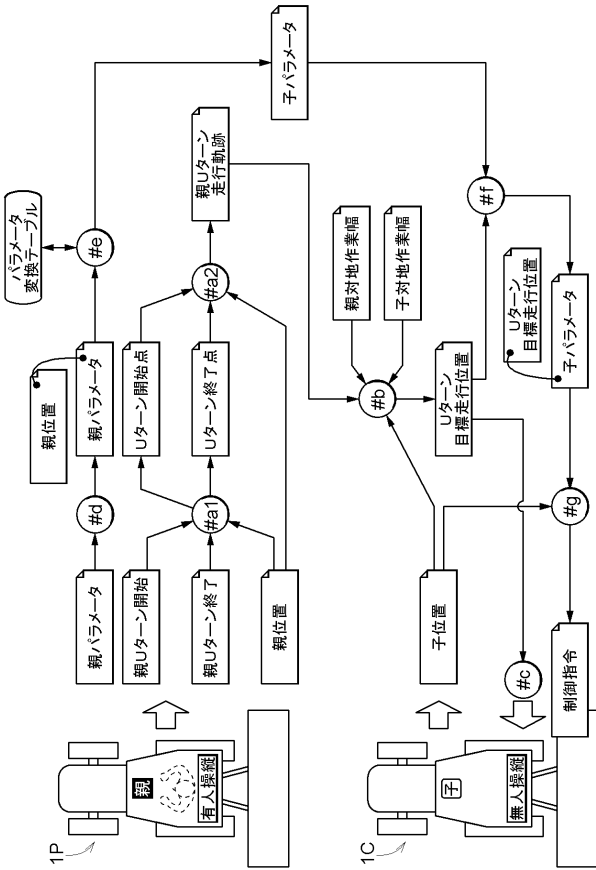 1P
親
有人操縦
親パラメータ
親Uターン開始
親Uターン終了
親位置
#d
#a1
親位置
親パラメータ
Uターン開始点
Uターン終了点
パラメータ
変換テーブル
#e
#a2
親Uターン
走行軌跡
子パラメータ
1C
子
無人操縦
子位置
#c
制御指令
#b
親対地作業幅
子対地作業幅
Uターン
目標走行位置
#f
Uターン
目標走行位置
子パラメータ
#g